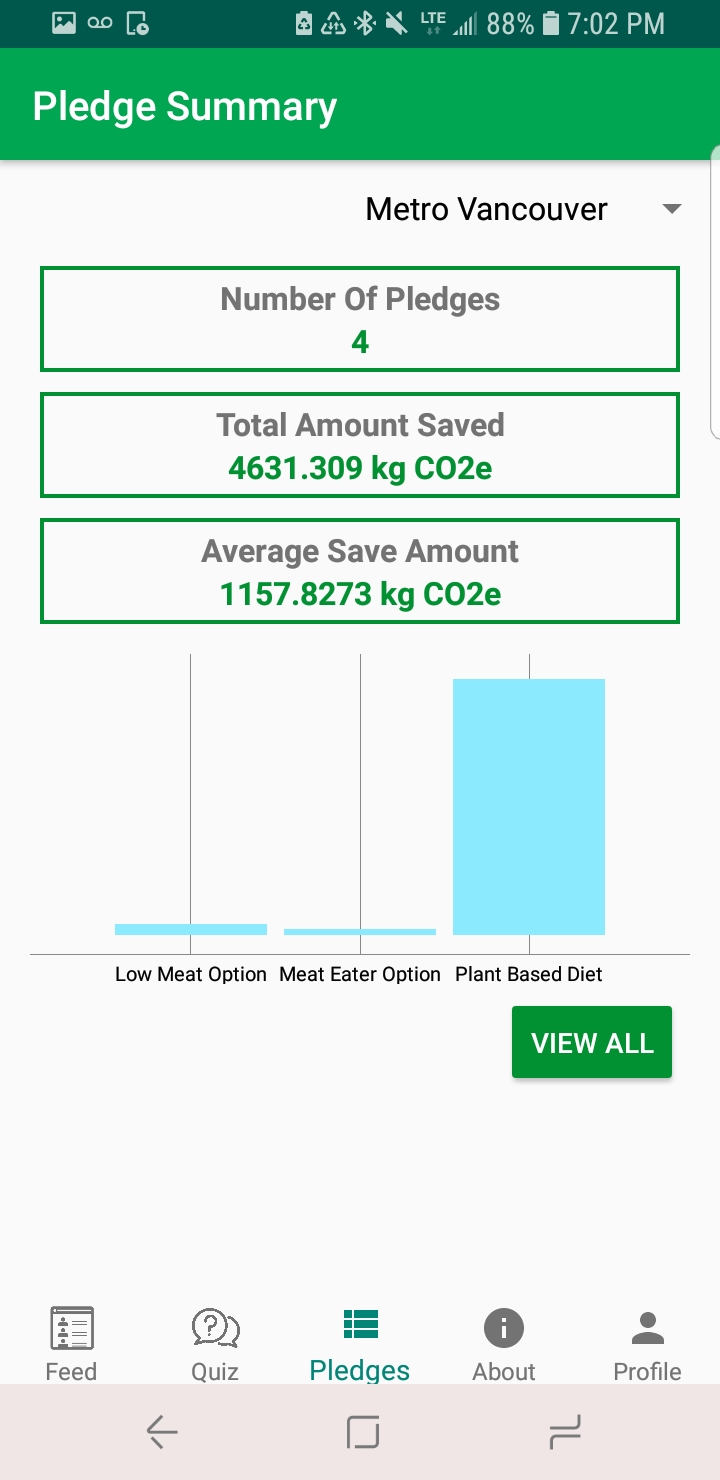 LTE 88% 7:02 PM
Pledge Summary
Metro Vancouver
Number Of Pledges
4
Total Amount Saved
4631.309 kg CO2e
Average Save Amount
1157.8273 kg CO2e
Low Meat Option Meat Eater Option Plant Based Diet
VIEW ALL
Feed Quiz Pledges About Profile